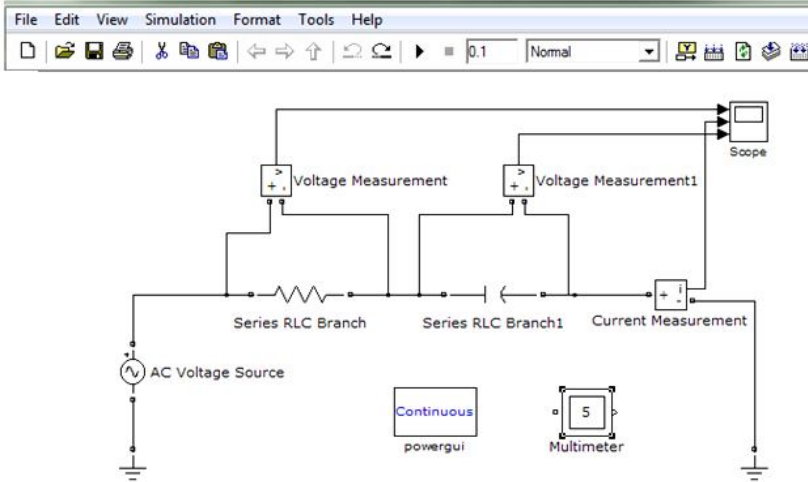 File Edit View Simulation Format Tools Help
0.1 Normal
Scope
Voltage Measurement
Voltage Measurement1
Series RLC Branch
Series RLC Branch1
Current Measurement
AC Voltage Source
Continuous
powergui
5
Multimeter